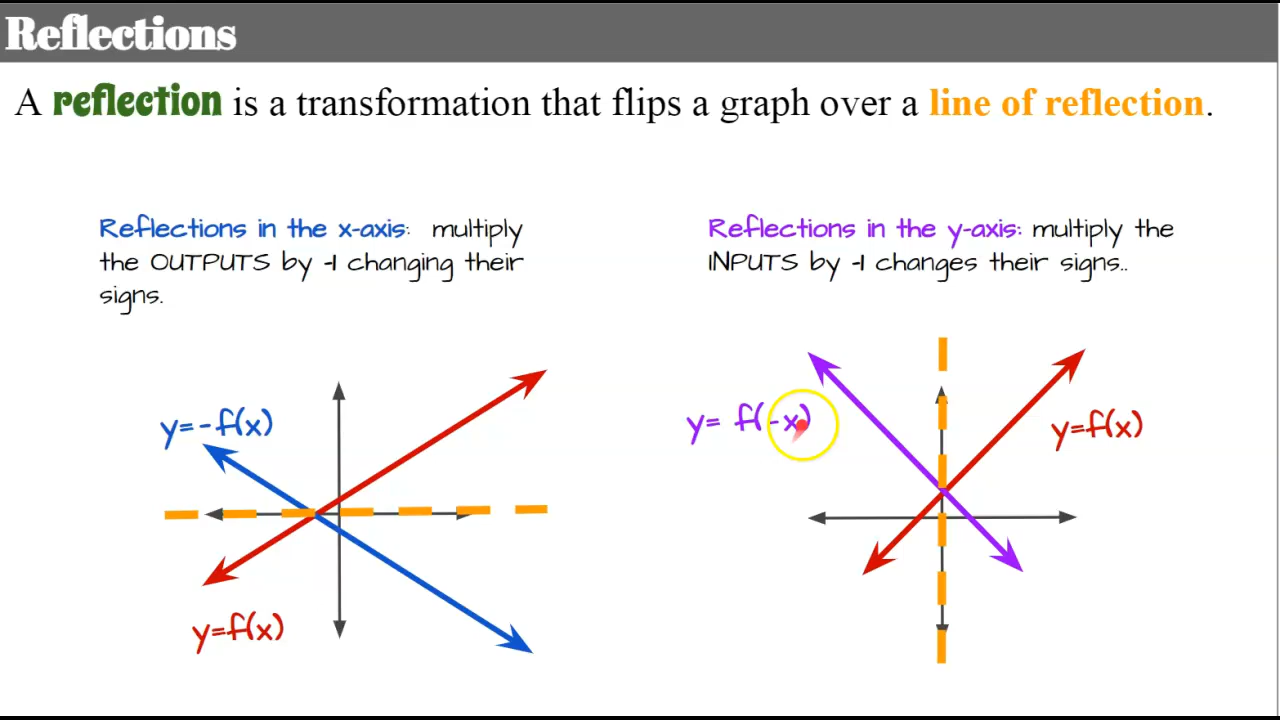 Reflections
A reflection is a transformation that flips a graph over a line of reflection.
Reflections in the x-axis: multiply
the OUTPUTS by -1 changing their
signs.
y= -f(x)
y=f(x)
Reflections in the y-axis: multiply the
INPUTS by -1 changes their signs..
y= f(-x)
y=f(x)